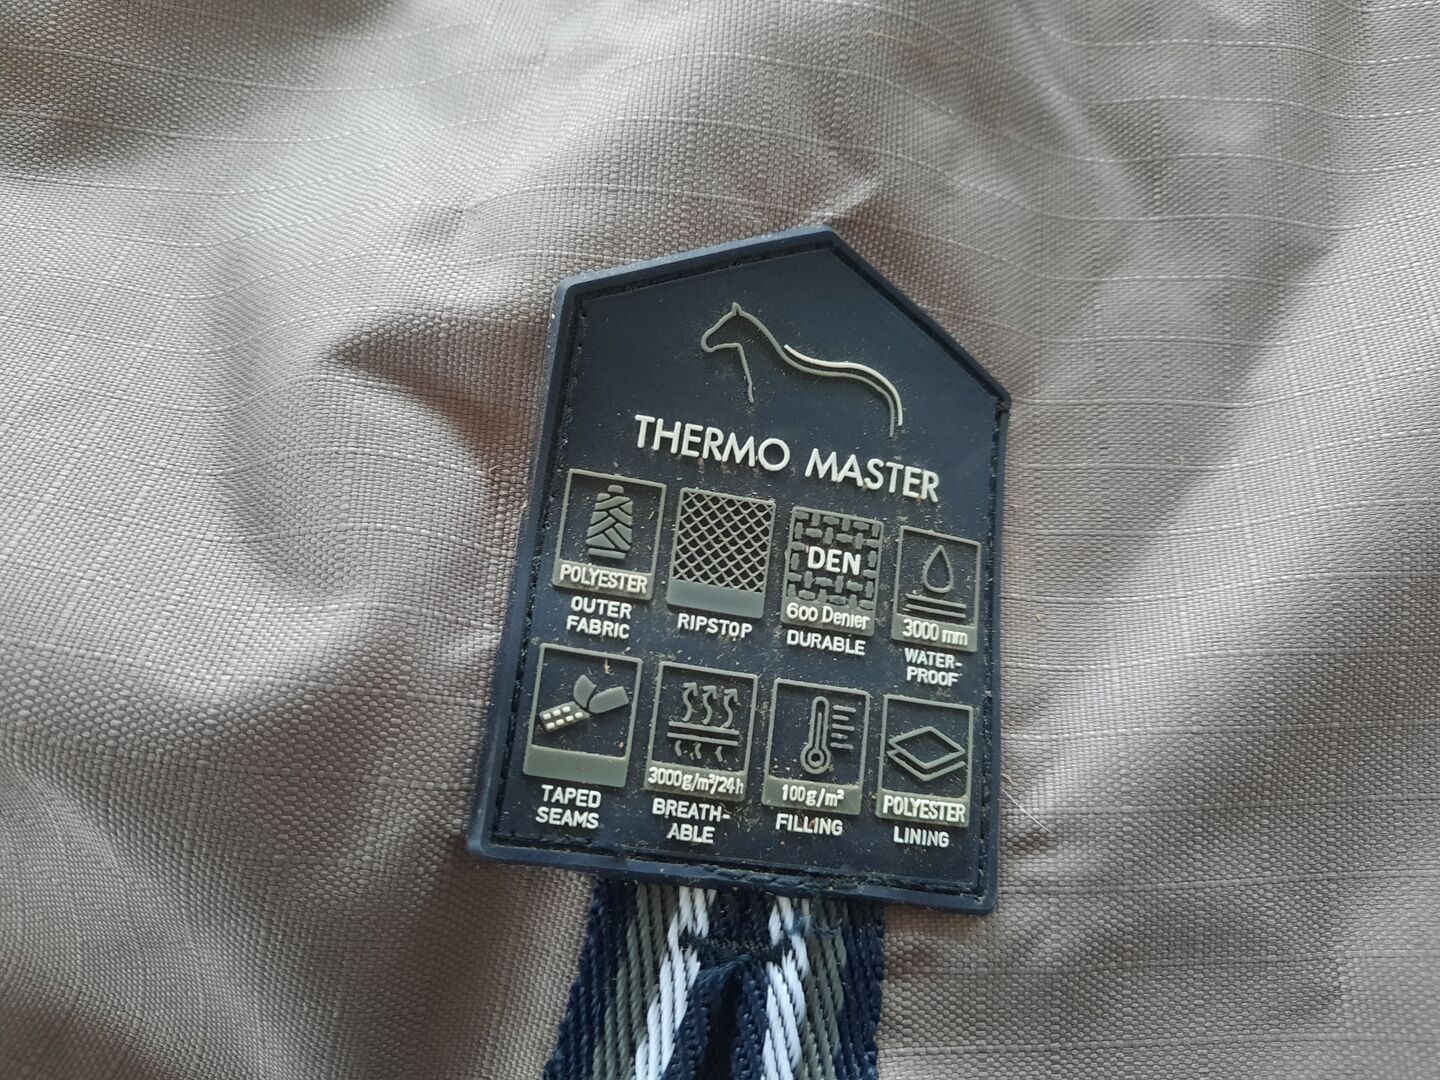 THERMO MASTER
POLYESTER
OUTER
FABRIC
RIPSTOP
DEN
600 Denier
DURABLE
3000 mm
WATER-
PROOF
TAPED
SEAMS
3000g/m²/24h
BREATH-
ABLE
100g/m²
FILLING
POLYESTER
LINING